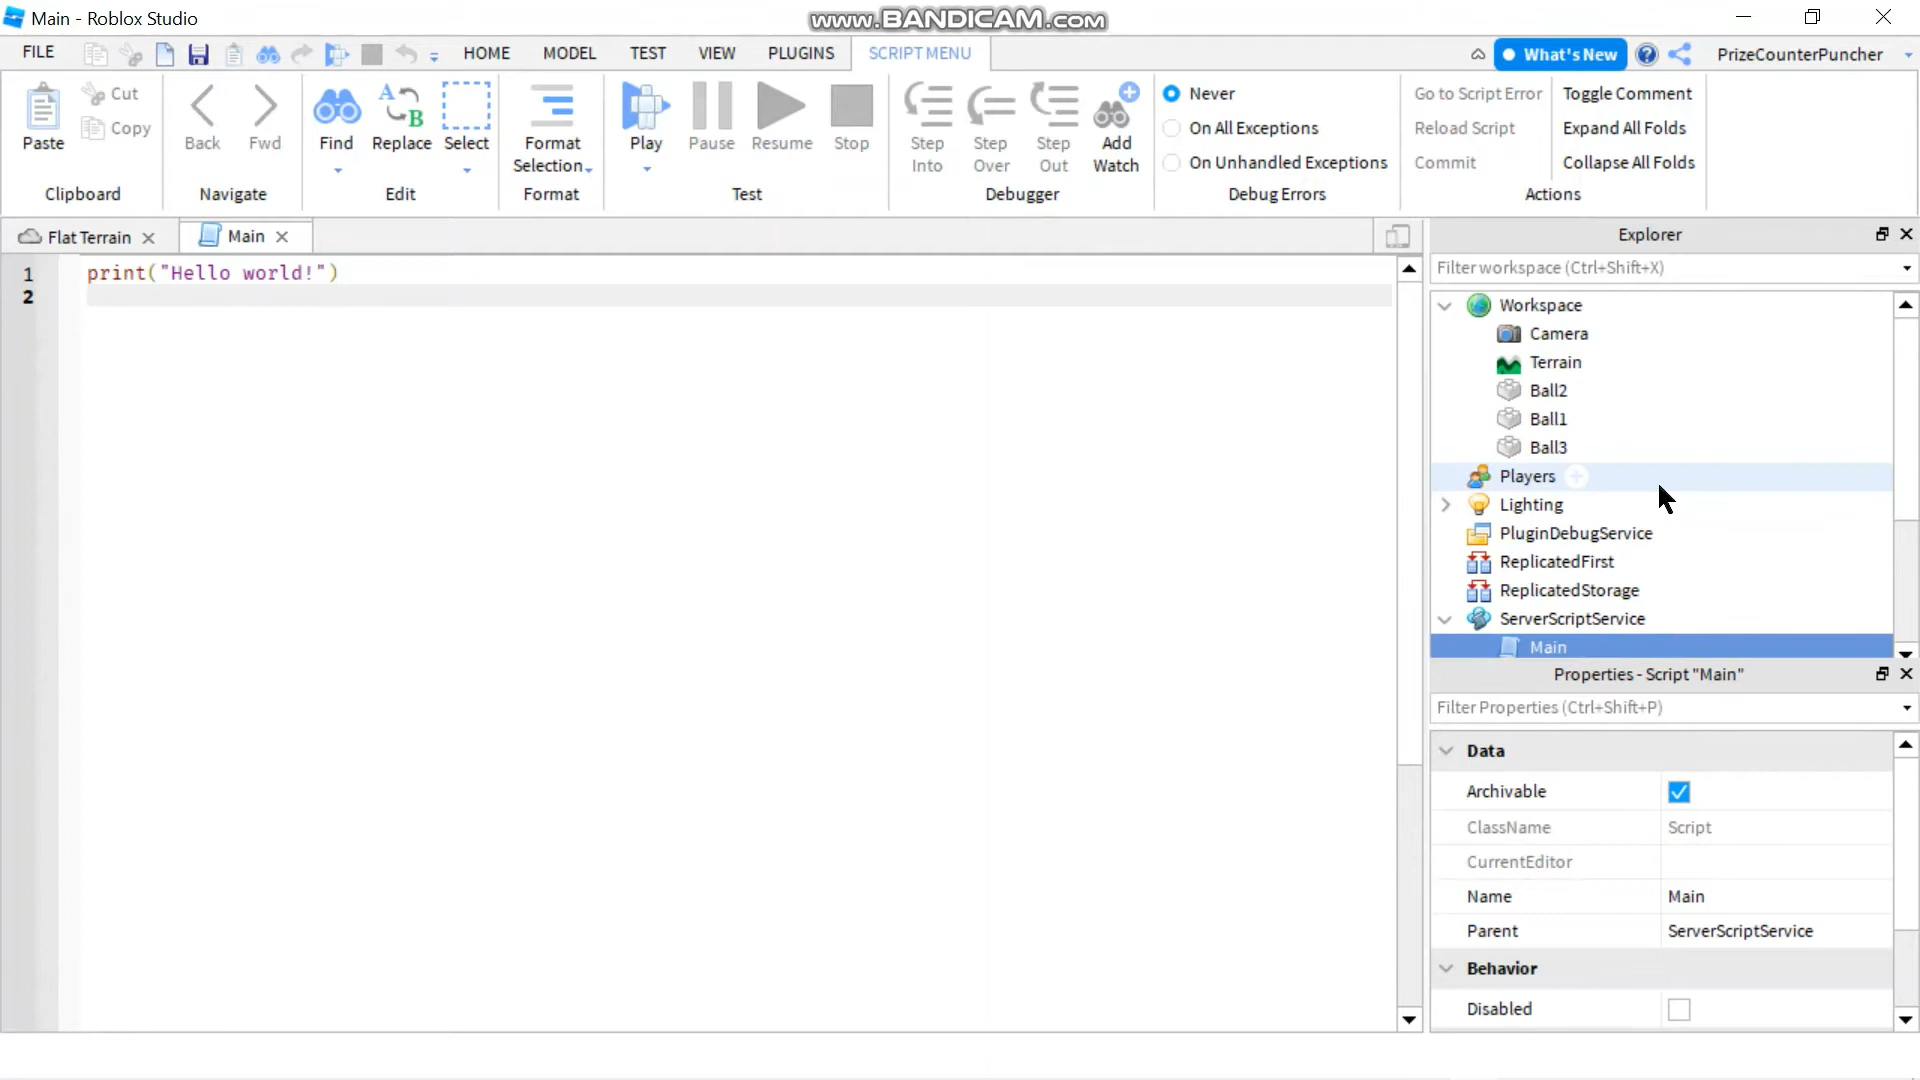 Main - Roblox Studio
www.BANDICAM.com
FILE
HOME
MODEL
TEST
VIEW
PLUGINS
SCRIPT MENU
What's New
PrizeCounterPuncher
Paste
Cut
Copy
Clipboard
Back
Fwd
Navigate
Find
Replace
Select
Edit
Format
Selection
Format
Play
Pause
Resume
Stop
Test
Step
Into
Step
Over
Step
Out
Add
Watch
Debugger
Never
On All Exceptions
On Unhandled Exceptions
Debug Errors
Go to Script Error
Reload Script
Commit
Toggle Comment
Expand All Folds
Collapse All Folds
Actions
Flat Terrain
Main
1 print("Hello world!")
2
Explorer
Filter workspace (Ctrl+Shift+X)
Workspace
Camera
Terrain
Ball2
Ball1
Ball3
Players
Lighting
PluginDebugService
ReplicatedFirst
ReplicatedStorage
ServerScriptService
Main
Properties - Script "Main"
Filter Properties (Ctrl+Shift+P)
Data
Archivable
ClassName Script
CurrentEditor
Name Main
Parent ServerScriptService
Behavior
Disabled